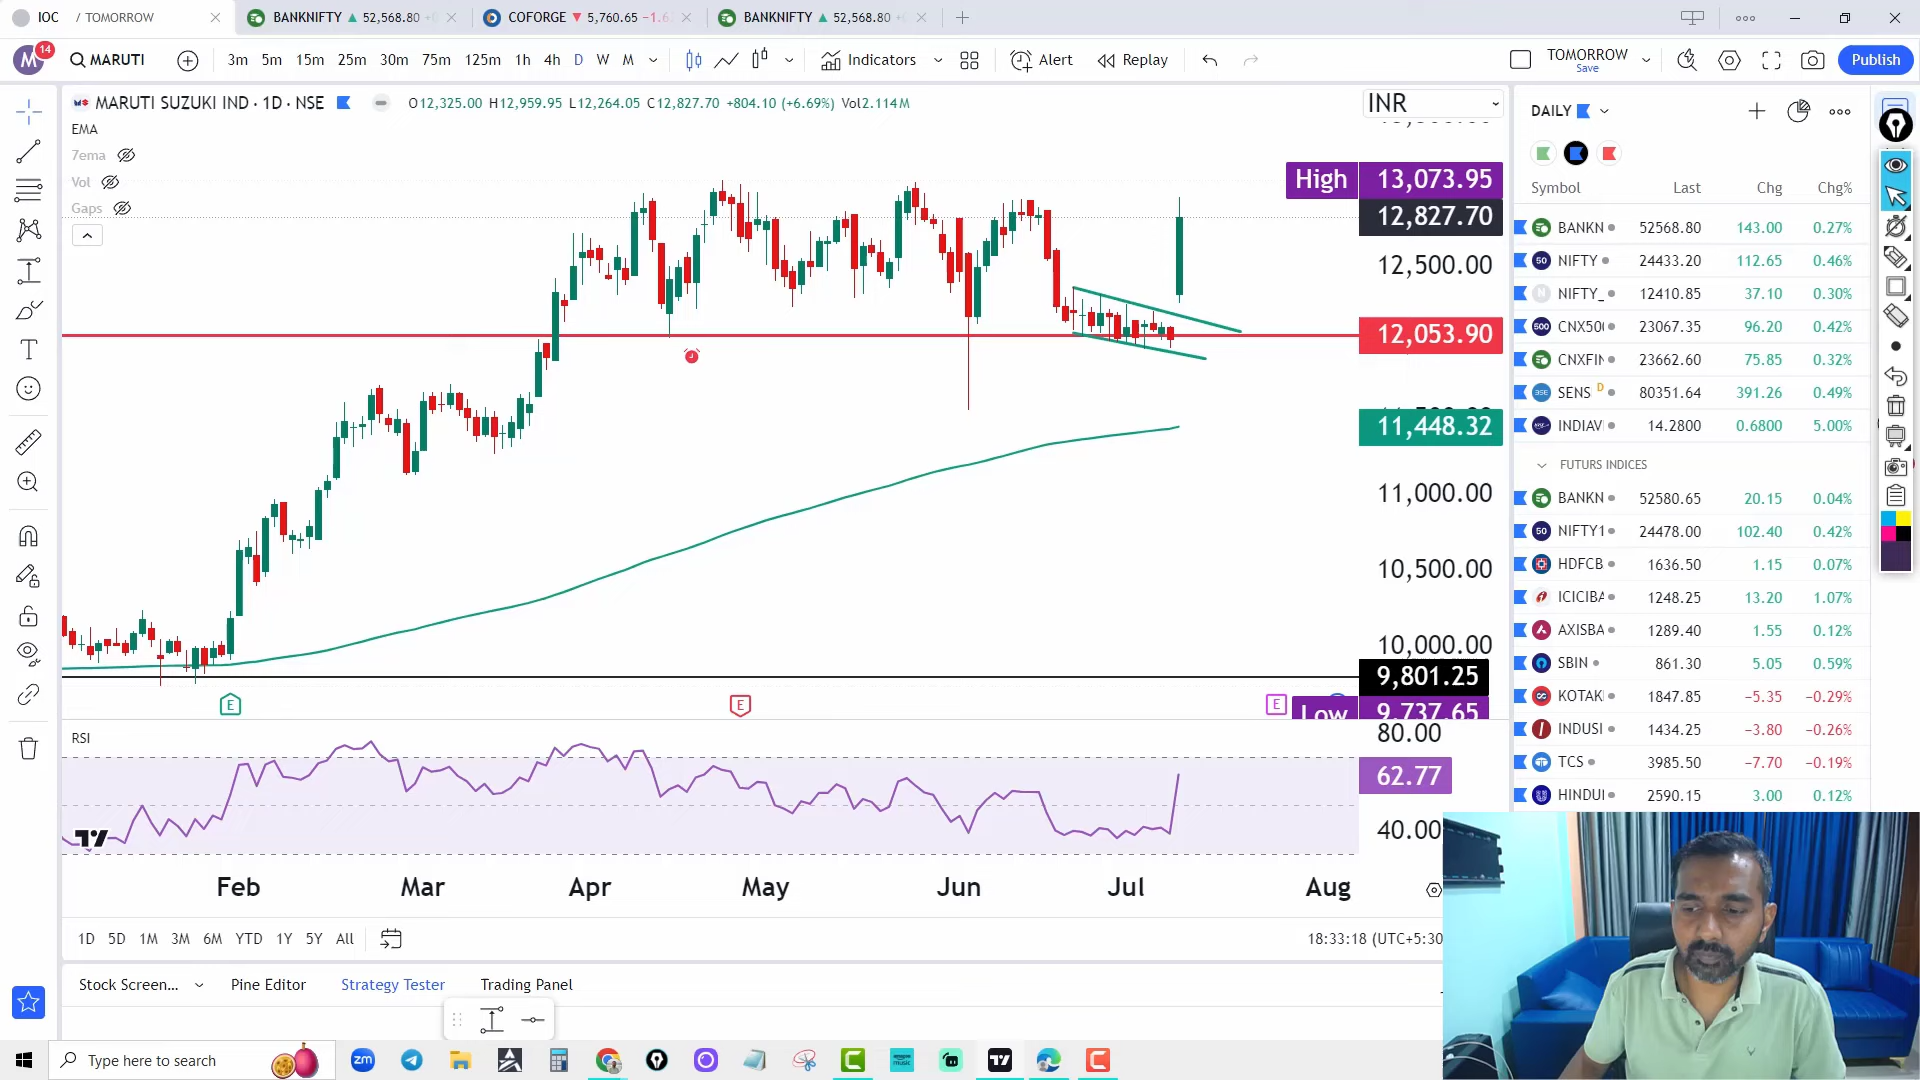 IOC / TOMORROW
BANKNIFTY ▲ 52,568.80
COFORGE ▼ 5,760.65
BANKNIFTY ▲ 52,568.80
M 14
MARUTI
3m 5m 15m 25m 30m 75m 125m 1h 4h D W M
Indicators
Alert
Replay
TOMORROW
Save
Publish
MARUTI SUZUKI IND · 1D · NSE
O12,325.00 H12,959.95 L12,264.05 C12,827.70 +804.10 (+6.69%) Vol2.114M
EMA
7ema
Vol
Gaps
INR
High 13,073.95
12,827.70
12,500.00
12,053.90
11,448.32
11,000.00
10,500.00
10,000.00
9,801.25
Low 9,737.65
E
E
E
RSI
80.00
62.77
40.00
Feb Mar Apr May Jun Jul Aug
1D 5D 1M 3M 6M YTD 1Y 5Y All
18:33:18 (UTC+5:30
Stock Screen... Pine Editor Strategy Tester Trading Panel
DAILY
Symbol Last Chg Chg%
BANKN 52568.80 143.00 0.27%
50 NIFTY 24433.20 112.65 0.46%
N NIFTY_ 12410.85 37.10 0.30%
500 CNX50 23067.35 96.20 0.42%
CNXFIN 23662.60 75.85 0.32%
SENS D 80351.64 391.26 0.49%
INDIAV 14.2800 0.6800 5.00%
FUTURS INDICES
BANKN 52580.65 20.15 0.04%
50 NIFTY1 24478.00 102.40 0.42%
HDFCB 1636.50 1.15 0.07%
ICICIBA 1248.25 13.20 1.07%
AXISBA 1289.40 1.55 0.12%
SBIN 861.30 5.05 0.59%
KOTAK 1847.85 −5.35 −0.29%
INDUSI 1434.25 −3.80 −0.26%
TCS 3985.50 −7.70 −0.19%
HINDU 2590.15 3.00 0.12%
Type here to search
zm